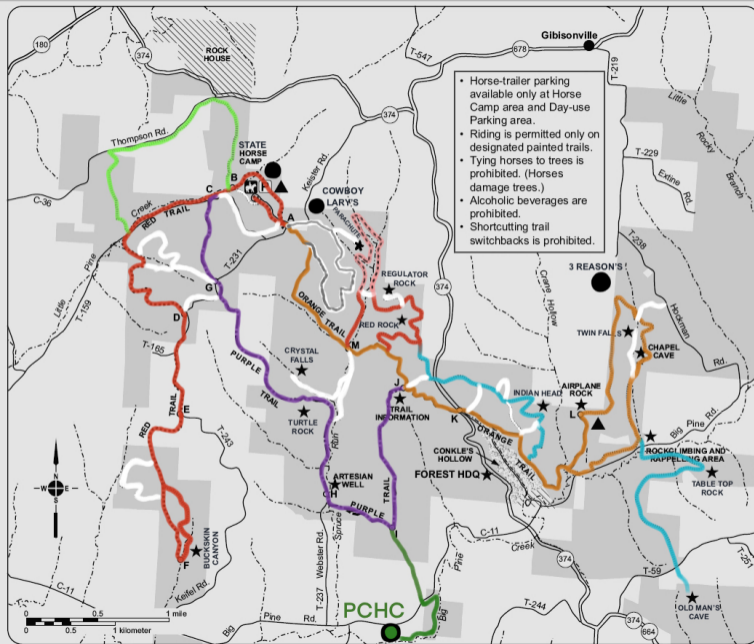 180
374
ROCK
HOUSE
T-547
678
Gibisonville
T-219
• Horse-trailer parking
available only at Horse
Camp area and Day-use
Parking area.
• Riding is permitted only on
designated painted trails.
• Tying horses to trees is
prohibited. (Horses
damage trees.)
• Alcoholic beverages are
prohibited.
• Shortcutting trail
switchbacks is prohibited.
Little
Rocky
Branch
374
Thompson Rd.
STATE
HORSE
CAMP
Keister Rd.
T-229
Extine Rd.
C-36
B
C
COWBOY
LARY'S
PARACHUTE
Creek
RED TRAIL
A
T-238
Little Pine
T-159
T-231
G
REGULATOR
ROCK
374
Crane Hollow
3 REASON'S
Hockman
Rd.
D
ORANGE TRAIL
RED ROCK
TWIN FALLS
CHAPEL
CAVE
T-165
M
CRYSTAL
FALLS
PURPLE
TRAIL
J
TRAIL
INFORMATION
INDIAN HEAD
AIRPLANE
ROCK
L
E
RED
TRAIL
TURTLE
ROCK
K
ORANGE
TRAIL
Big Pine Rd.
T-243
Run
CONKLE'S
HOLLOW
FOREST HDQ
ROCKCLIMBING AND
RAPPELLING AREA
TABLE TOP
ROCK
N
W
E
S
ARTESIAN
WELL
H
TRAIL
PURPLE
I
Spruce
BUCKSKIN
CANYON
F
Webster Rd.
T-237
C-11
Creek
Pine
Big
374
T-59
T-251
C-11
Keifel Rd.
0
0.5
1 mile
0
0.5
1 kilometer
Big
Pine
Rd.
PCHC
T-244
374
664
OLD MAN'S
CAVE